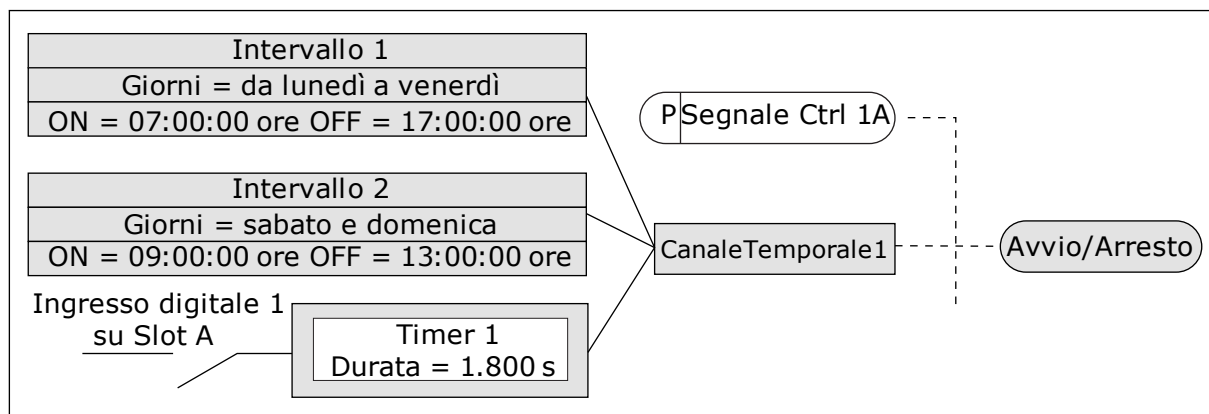 Intervallo 1
Giorni = da lunedì a venerdì
ON = 07:00:00 ore OFF = 17:00:00 ore
Intervallo 2
Giorni = sabato e domenica
ON = 09:00:00 ore OFF = 13:00:00 ore
Ingresso digitale 1
su Slot A
Timer 1
Durata = 1.800 s
P Segnale Ctrl 1A
CanaleTemporale1
Avvio/Arresto